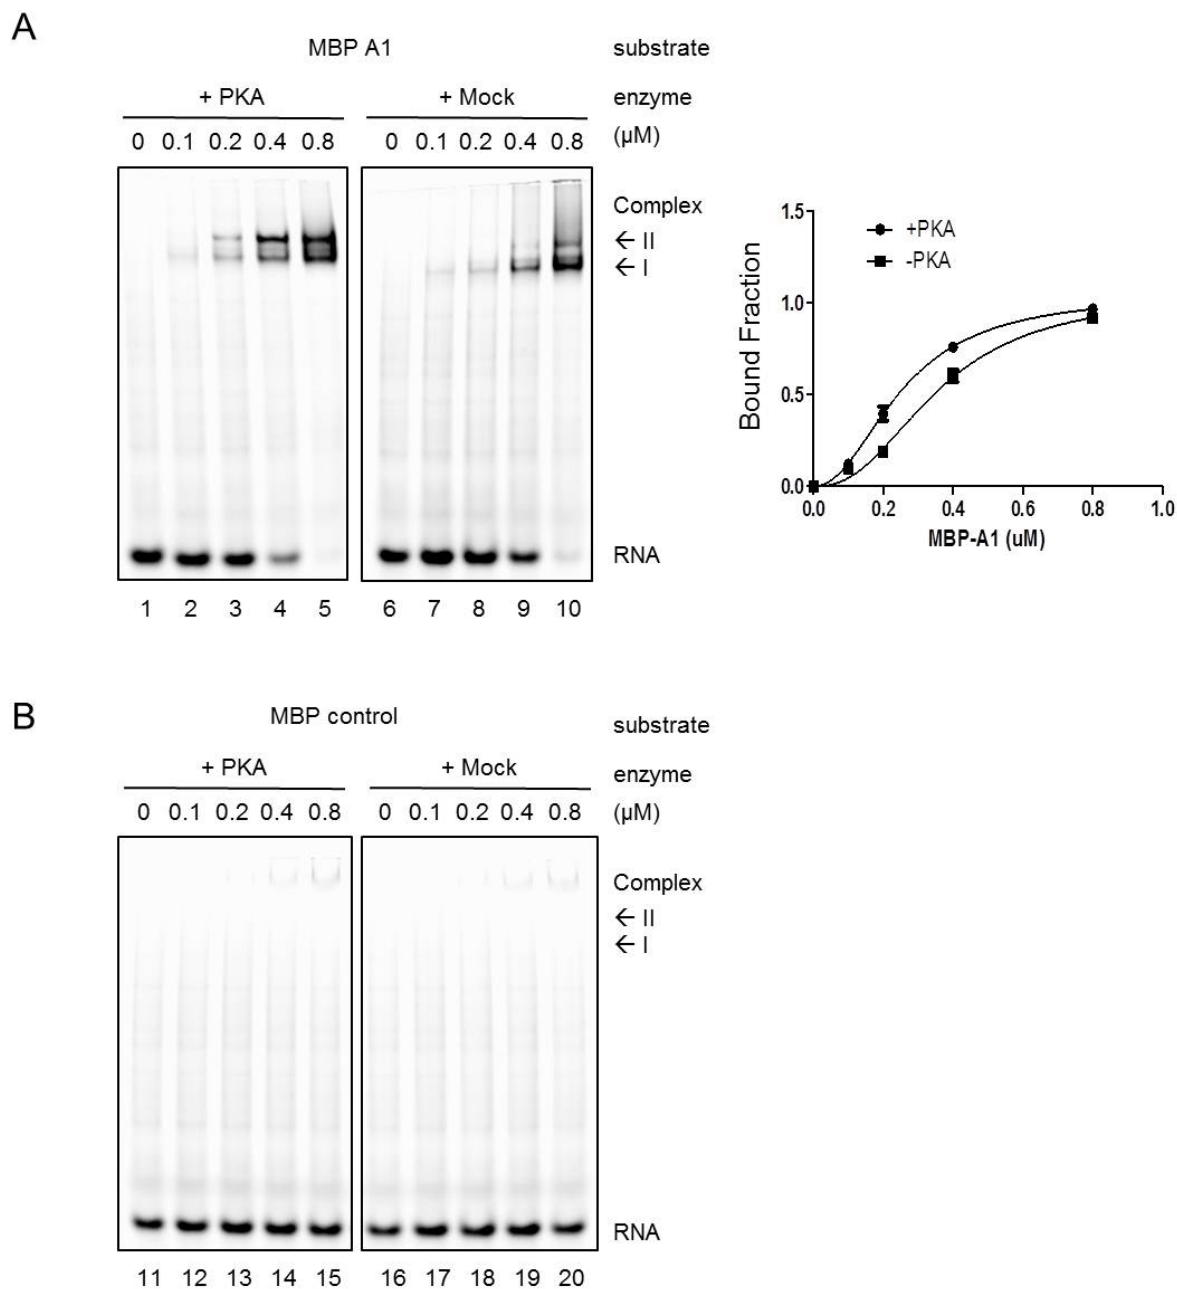 A
MBP A1
substrate
+ PKA
+ Mock
enzyme
0 0.1 0.2 0.4 0.8
0 0.1 0.2 0.4 0.8
(µM)
Complex
← II
← I
RNA
1 2 3 4 5
6 7 8 9 10
Bound Fraction
1.5
1.0
0.5
0.0
+PKA
-PKA
0.0 0.2 0.4 0.6 0.8 1.0
MBP-A1 (uM)
B
MBP control
substrate
+ PKA
+ Mock
enzyme
0 0.1 0.2 0.4 0.8
0 0.1 0.2 0.4 0.8
(µM)
Complex
← II
← I
RNA
11 12 13 14 15
16 17 18 19 20